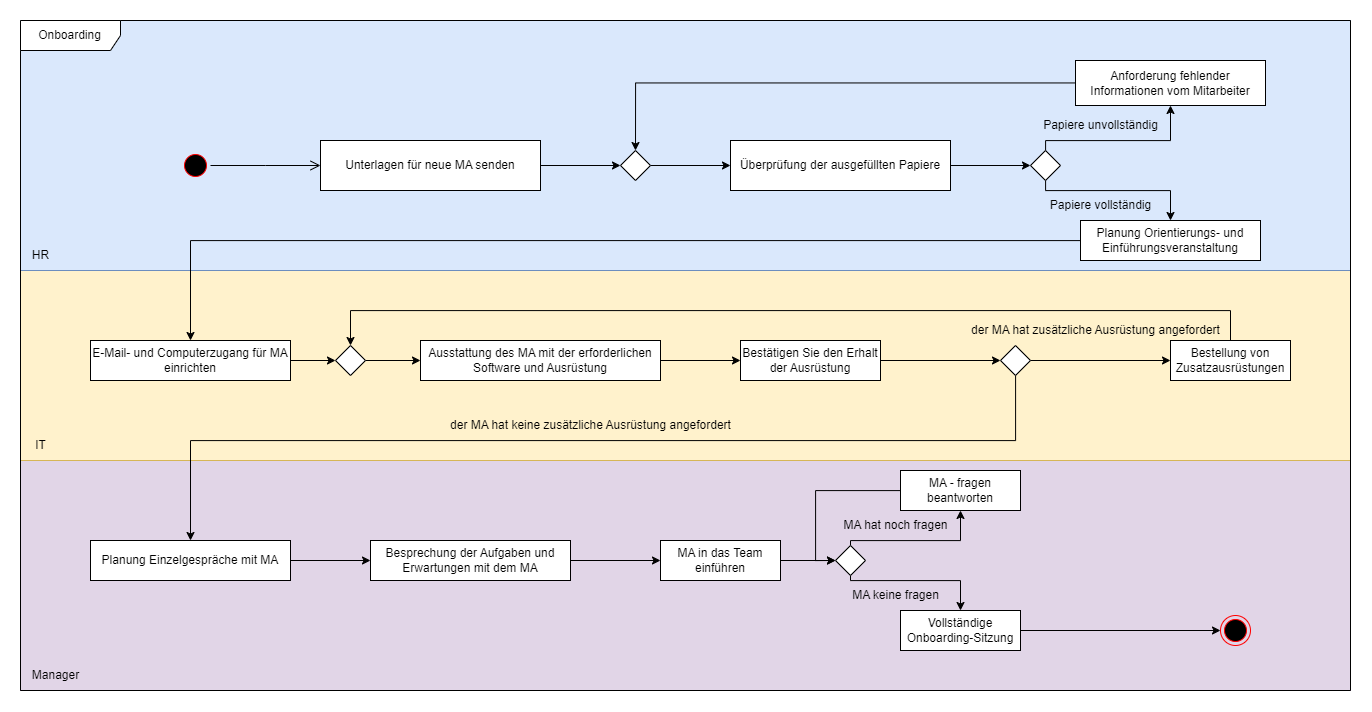 Onboarding
Anforderung fehlender
Informationen vom Mitarbeiter
Papiere unvollständig
Unterlagen für neue MA senden
Überprüfung der ausgefüllten Papiere
Papiere vollständig
Planung Orientierungs- und
Einführungsveranstaltung
HR
der MA hat zusätzliche Ausrüstung angefordert
E-Mail- und Computerzugang für MA
einrichten
Ausstattung des MA mit der erforderlichen
Software und Ausrüstung
Bestätigen Sie den Erhalt
der Ausrüstung
Bestellung von
Zusatzausrüstungen
der MA hat keine zusätzliche Ausrüstung angefordert
IT
MA - fragen
beantworten
MA hat noch fragen
Planung Einzelgespräche mit MA
Besprechung der Aufgaben und
Erwartungen mit dem MA
MA in das Team
einführen
MA keine fragen
Vollständige
Onboarding-Sitzung
Manager